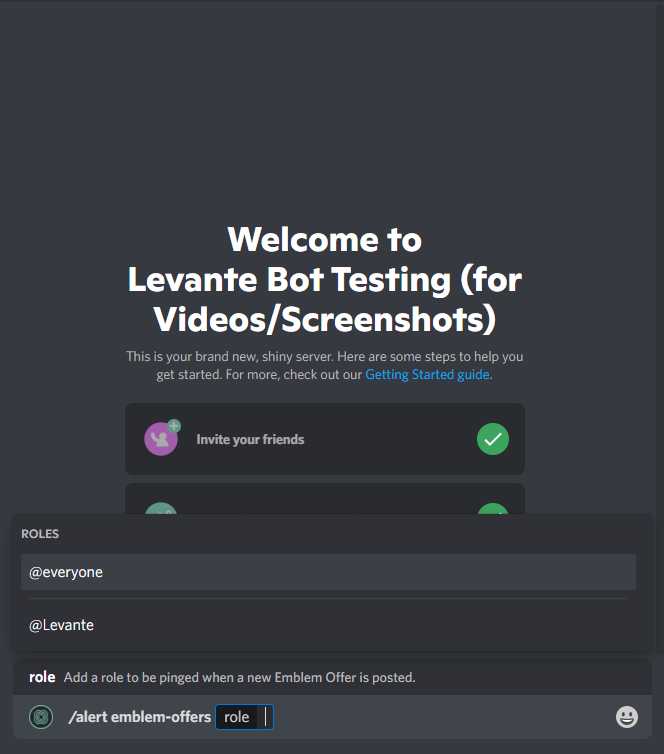 Welcome to
Levante Bot Testing (for
Videos/Screenshots)
This is your brand new, shiny server. Here are some steps to help you
get started. For more, check out our Getting Started guide.
Invite your friends
ROLES
@everyone
@Levante
role Add a role to be pinged when a new Emblem Offer is posted.
/alert emblem-offers role